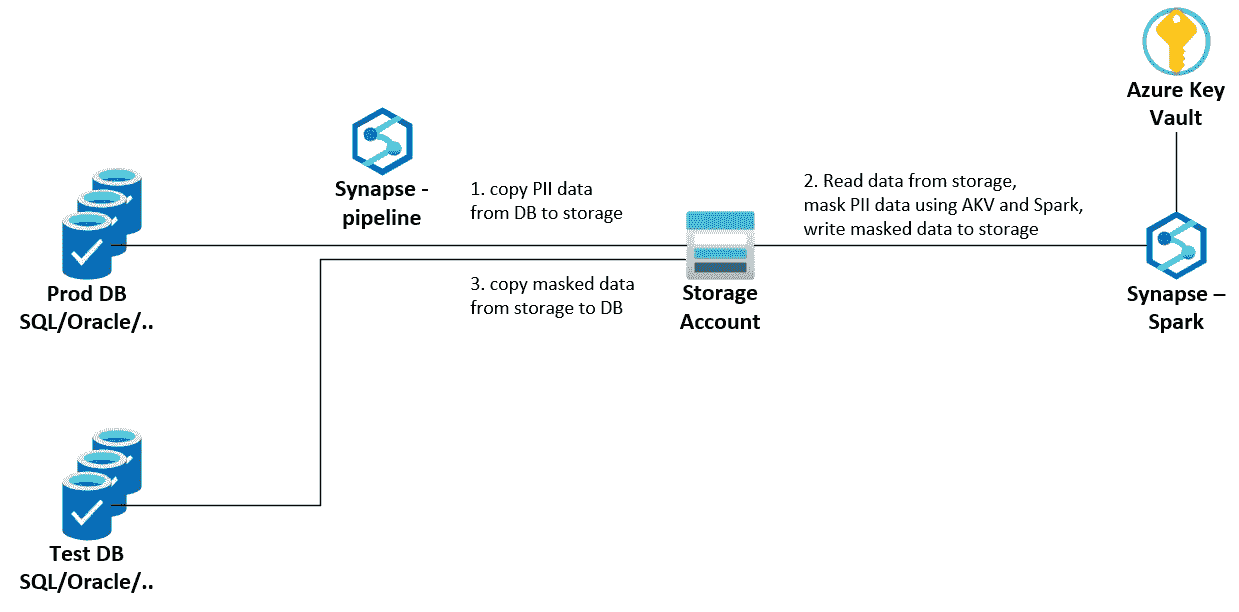 Azure Key
Vault
Synapse -
pipeline
1. copy PII data
from DB to storage
2. Read data from storage,
mask PII data using AKV and Spark,
write masked data to storage
Prod DB
SQL/Oracle/..
3. copy masked data
from storage to DB
Storage
Account
Synapse –
Spark
Test DB
SQL/Oracle/..